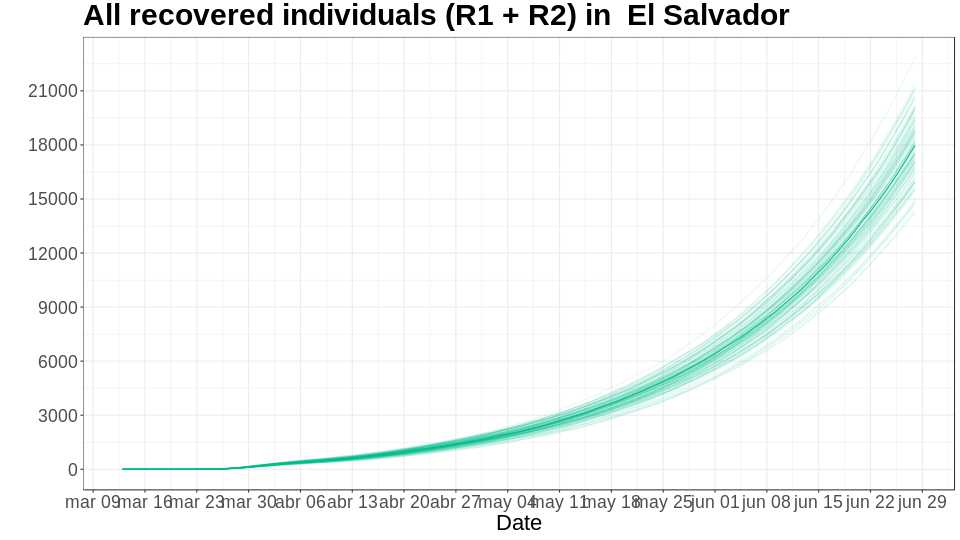 All recovered individuals (R1 + R2) in  El Salvador
21000
18000
15000
12000
9000
6000
3000
0
mar 09 mar 16 mar 23 mar 30 abr 06 abr 13 abr 20 abr 27 may 04 may 11 may 18 may 25 jun 01 jun 08 jun 15 jun 22 jun 29
Date